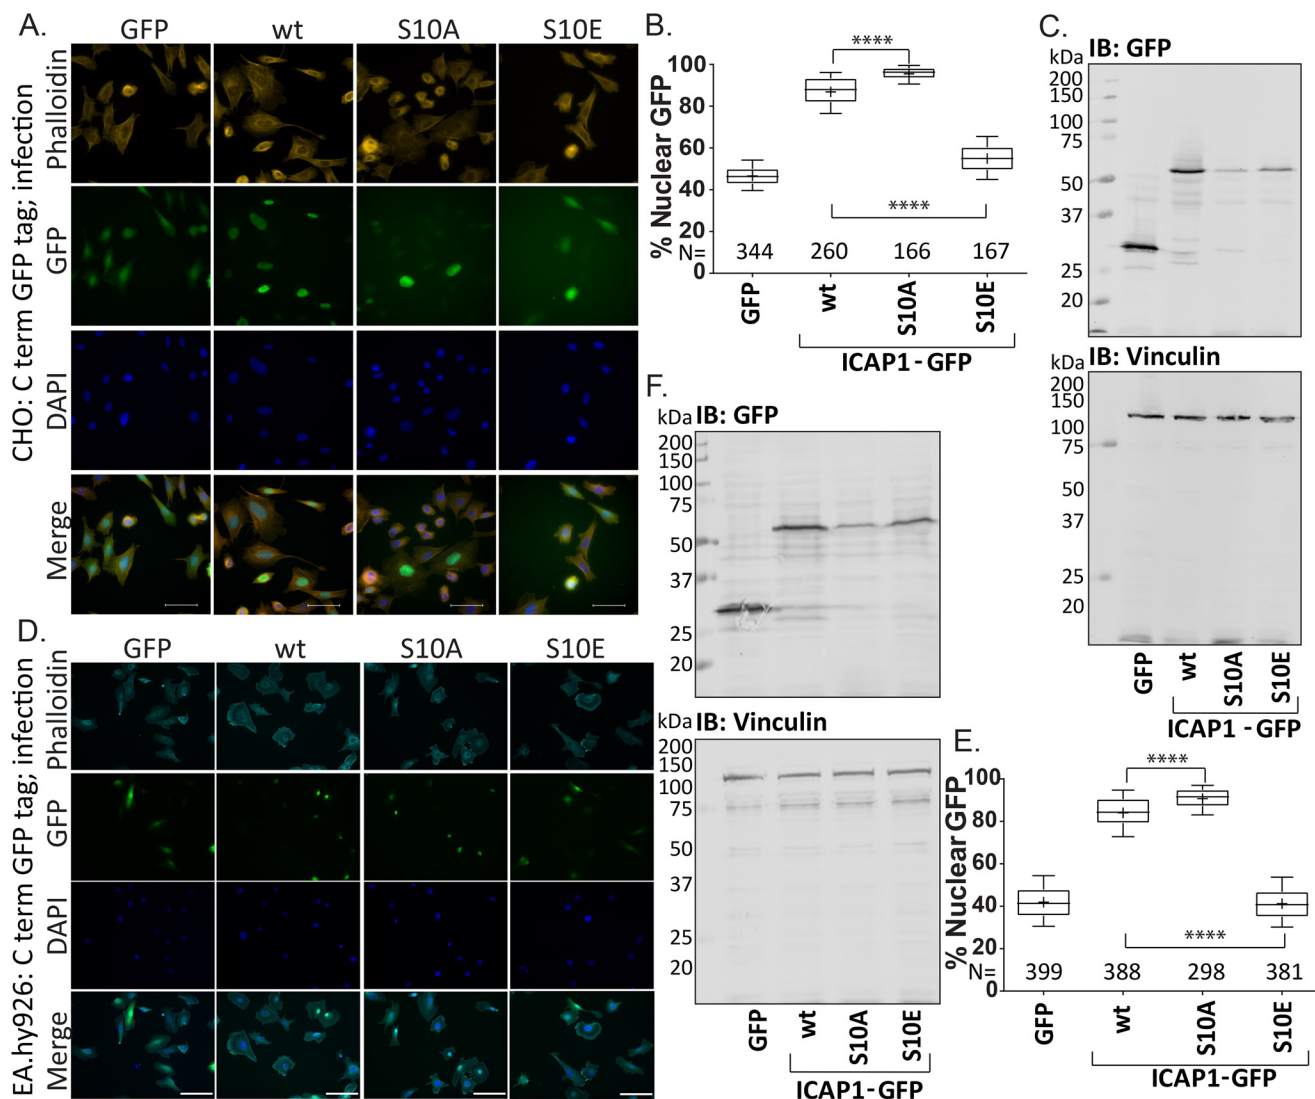 A.
GFP wt S10A S10E
CHO: C term GFP tag; infection
Phalloidin
GFP
DAPI
Merge
B.
% Nuclear GFP
100
80
60
40
20
0
****
****
N= 344 260 166 167
GFP wt S10A S10E
ICAP1-GFP
C.
kDa IB: GFP
200
150
100
75
50
37
25
20
kDa IB: Vinculin
200
150
100
75
50
37
25
20
GFP wt S10A S10E
ICAP1 - GFP
D.
GFP wt S10A S10E
EA.hy926: C term GFP tag; infection
Phalloidin
GFP
DAPI
Merge
F.
kDa IB: GFP
200
150
100
75
50
37
25
20
kDa IB: Vinculin
200
150
100
75
50
37
25
20
GFP wt S10A S10E
ICAP1-GFP
E.
% Nuclear GFP
100
80
60
40
20
0
****
****
N= 399 388 298 381
GFP wt S10A S10E
ICAP1-GFP